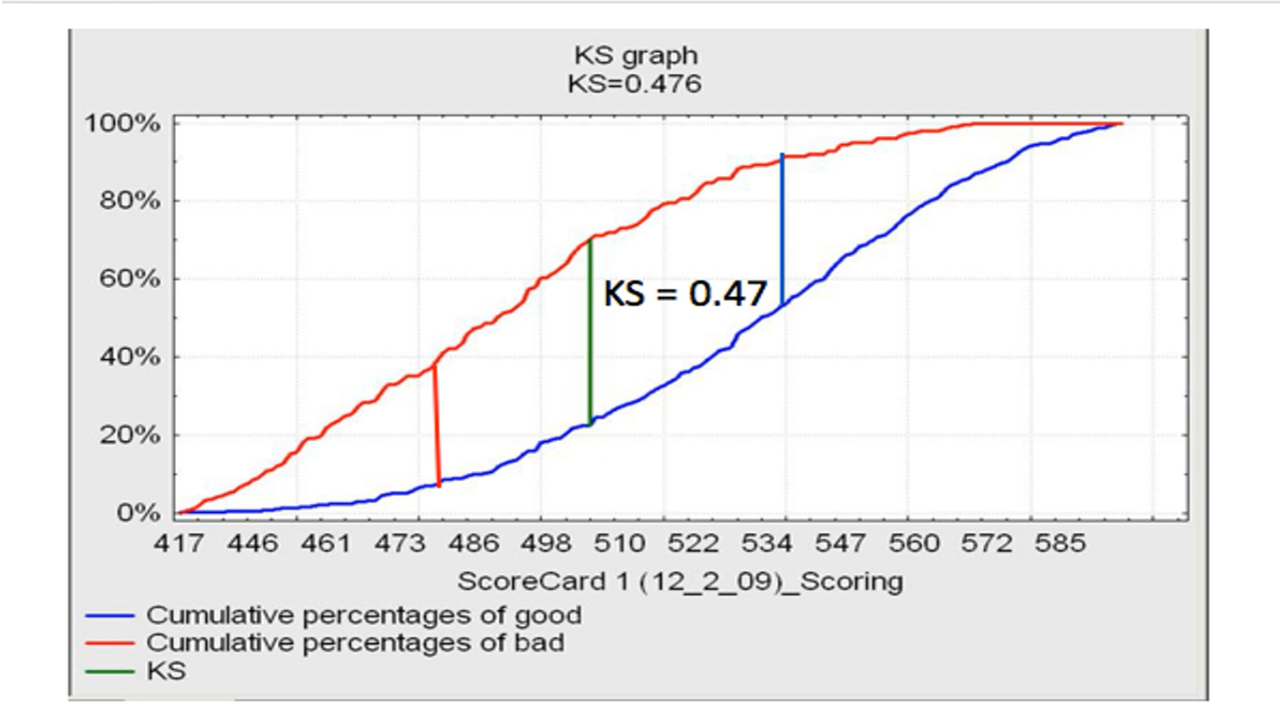 KS graph
KS=0.476
100%
80%
60%
40%
20%
0%
KS = 0.47
417 446 461 473 486 498 510 522 534 547 560 572 585
ScoreCard 1 (12_2_09)_Scoring
Cumulative percentages of good
Cumulative percentages of bad
KS